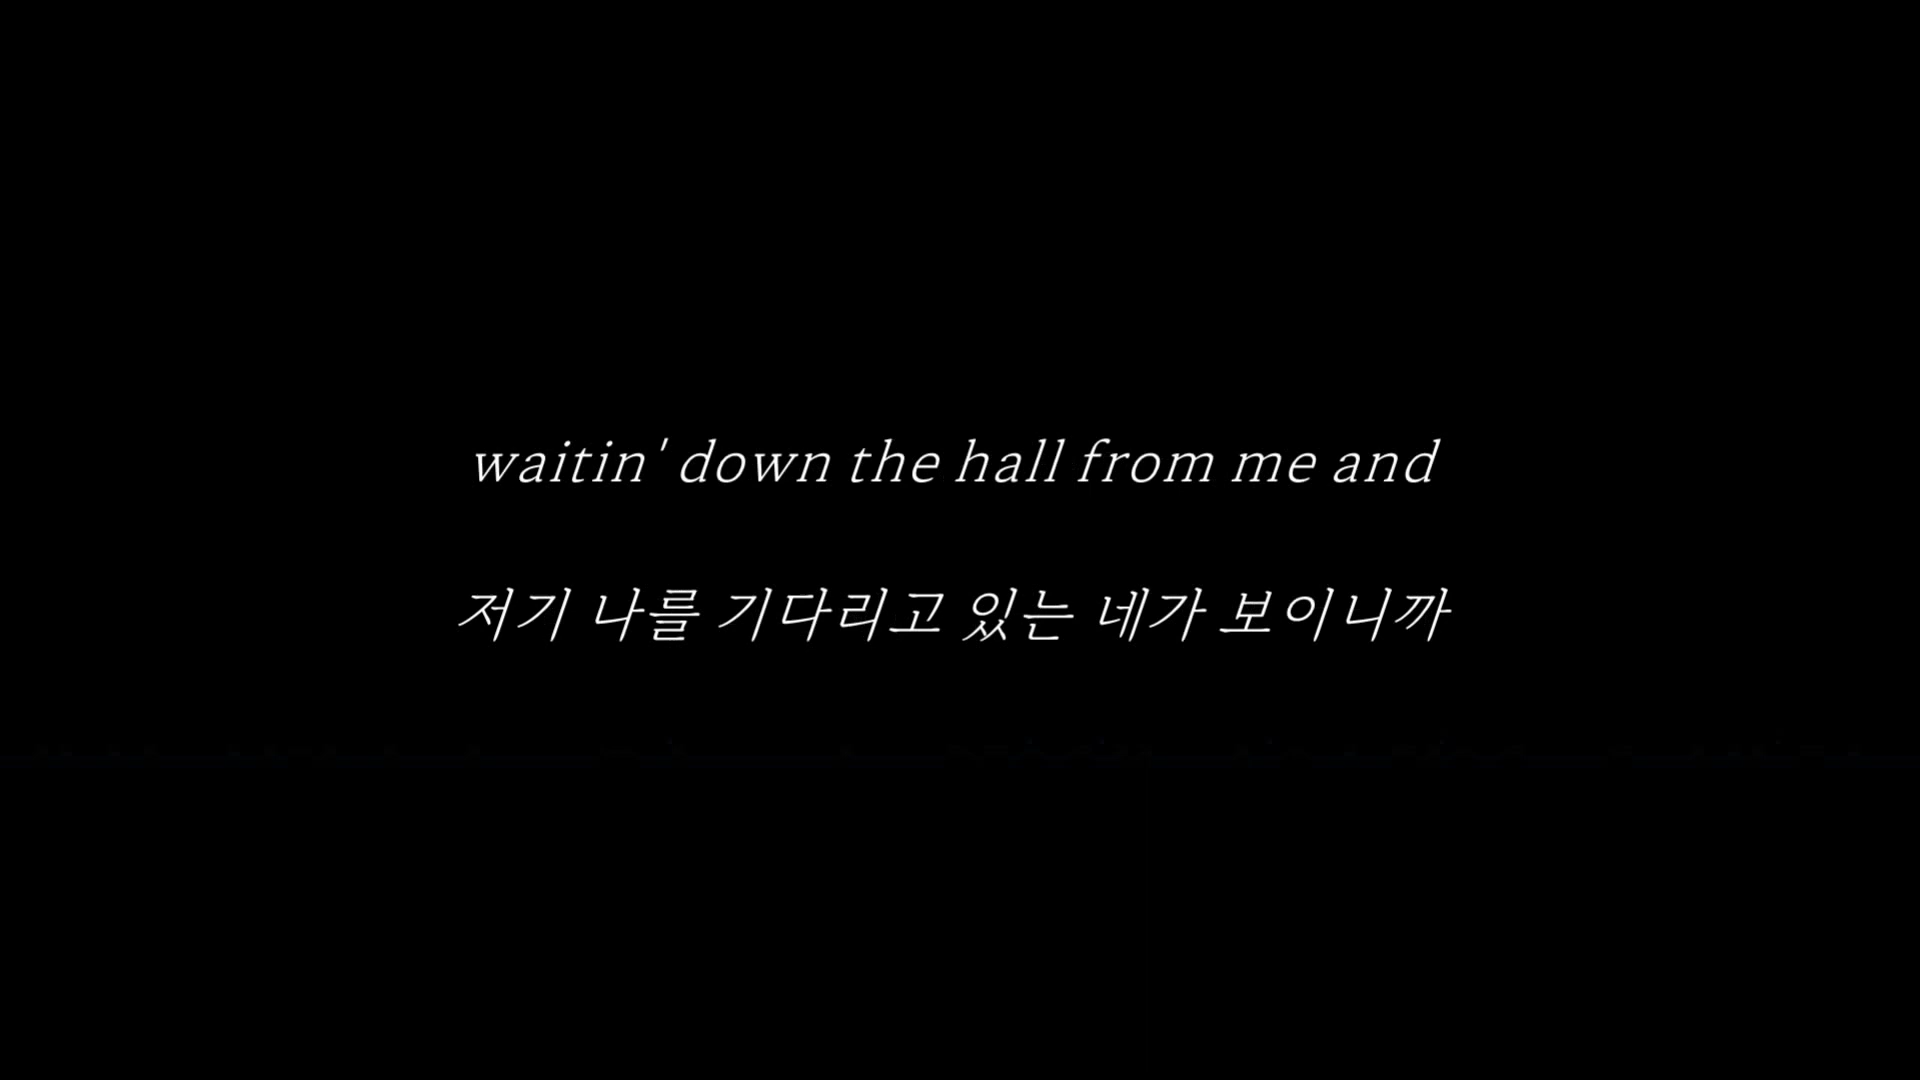 waitin' down the hall from me and
저기 나를 기다리고 있는 네가 보이니까